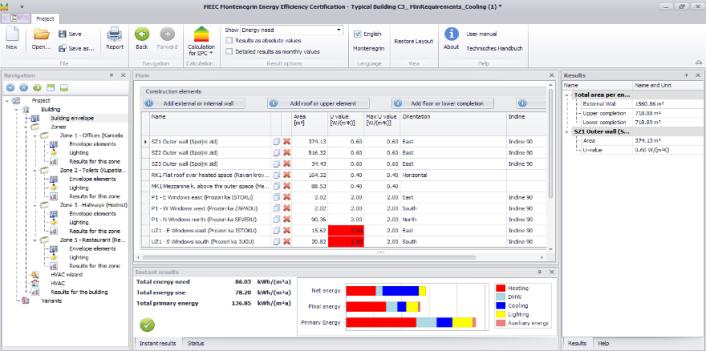 MEEC Montenegrin Energy Efficiency Certification - Typical Building C3_ MinRequirements_Cooling (1) *
Project
New
Open...
Save
Save as...
Report
Back
Forward
Calculation for EPC
Show Energy need
Results as absolute values
Detailed results as monthly values
English
Montenegrin
Restore Layout
About
User manual
Technisches Handbuch
File
Navigation
Calculation
Result options
Language
View
Help
Navigation
Project
Building
Building envelope
Zones
Zone 1 - Offices (Kancela
Envelope elements
Lighting
Results for this zone
Zone 2 - Toilets (Kupatila...
Envelope elements
Lighting
Results for this zone
Zone 3 - Hallways (Hodnici)
Envelope elements
Lighting
Results for this zone
Zone 5 - Restaurant (Re...
Envelope elements
Lighting
Results for this zone
HVAC wizard
HVAC
Results for the building
Variants
Main
Construction elements
Add external or internal wall
Add roof or upper element
Add floor or lower completion
Name Area [m²] U value [W/(m²K)] Max U value [W/(m²K)] Orientation Incline
SZ1 Outer wall (Spoljni zid) 374.13 0.60 0.60 East Incline 90
SZ2 Outer wall (Spoljni zid) 516.32 0.60 0.60 East Incline 90
SZ3 Outer wall (Spoljni zid) 34.43 0.60 0.60 East Incline 90
RK1 Flat roof over heated space (Ravan krov... 104.32 0.40 0.40 Horizontal
MK1 Mezzanine k. above the outer space (Me... 88.53 0.40 0.40
P1 - E Windows east (Prozori ka ISTOKU) 2.02 2.00 2.00 East Incline 90
P1 - W Windows west (Prozori ka ZAPADU) 2.02 2.00 2.00 West Incline 90
P1 - N Windows north (Prozori ka SEVERU) 90.36 2.00 2.00 North Incline 90
UZ1 - E Windows east (Prozori ka ISTOKU) 15.62 2.00 East Incline 90
UZ1 - S Windows south (Prozori ka JUGU) 20.82 2.00 South Incline 90
Instant results
Total energy need 86.03 kWh/(m²a)
Total energy use 78.20 kWh/(m²a)
Total primary energy 136.85 kWh/(m²a)
Net energy
Final energy
Primary Energy
Heating
DHW
Cooling
Lighting
Auxiliary energy
Instant results Status
Results
Name Name and Unit
Total area per en...
External Wall 1560.86 m²
Upper completion 718.88 m²
Lower completion 718.93 m²
SZ1 Outer wall (S...
Area 374.13 m²
U-value 0.60 W/(m²K)
Results Help